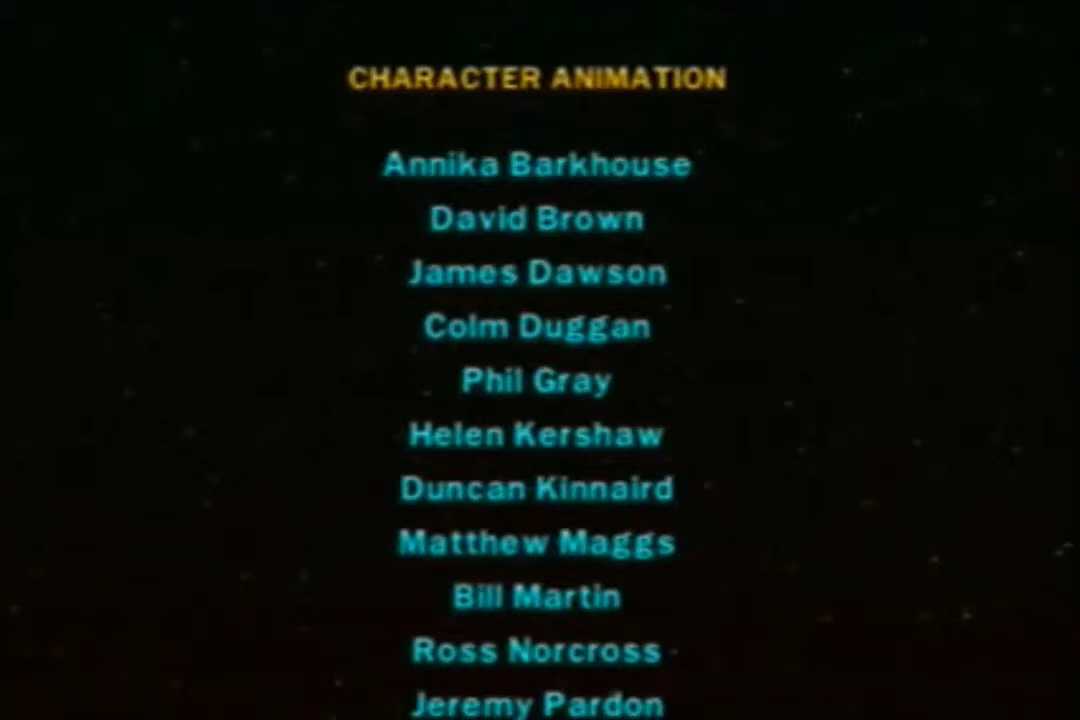 CHARACTER ANIMATION
Annika Barkhouse
David Brown
James Dawson
Colm Duggan
Phil Gray
Helen Kershaw
Duncan Kinnaird
Matthew Maggs
Bill Martin
Ross Norcross
Jeremy Pardon